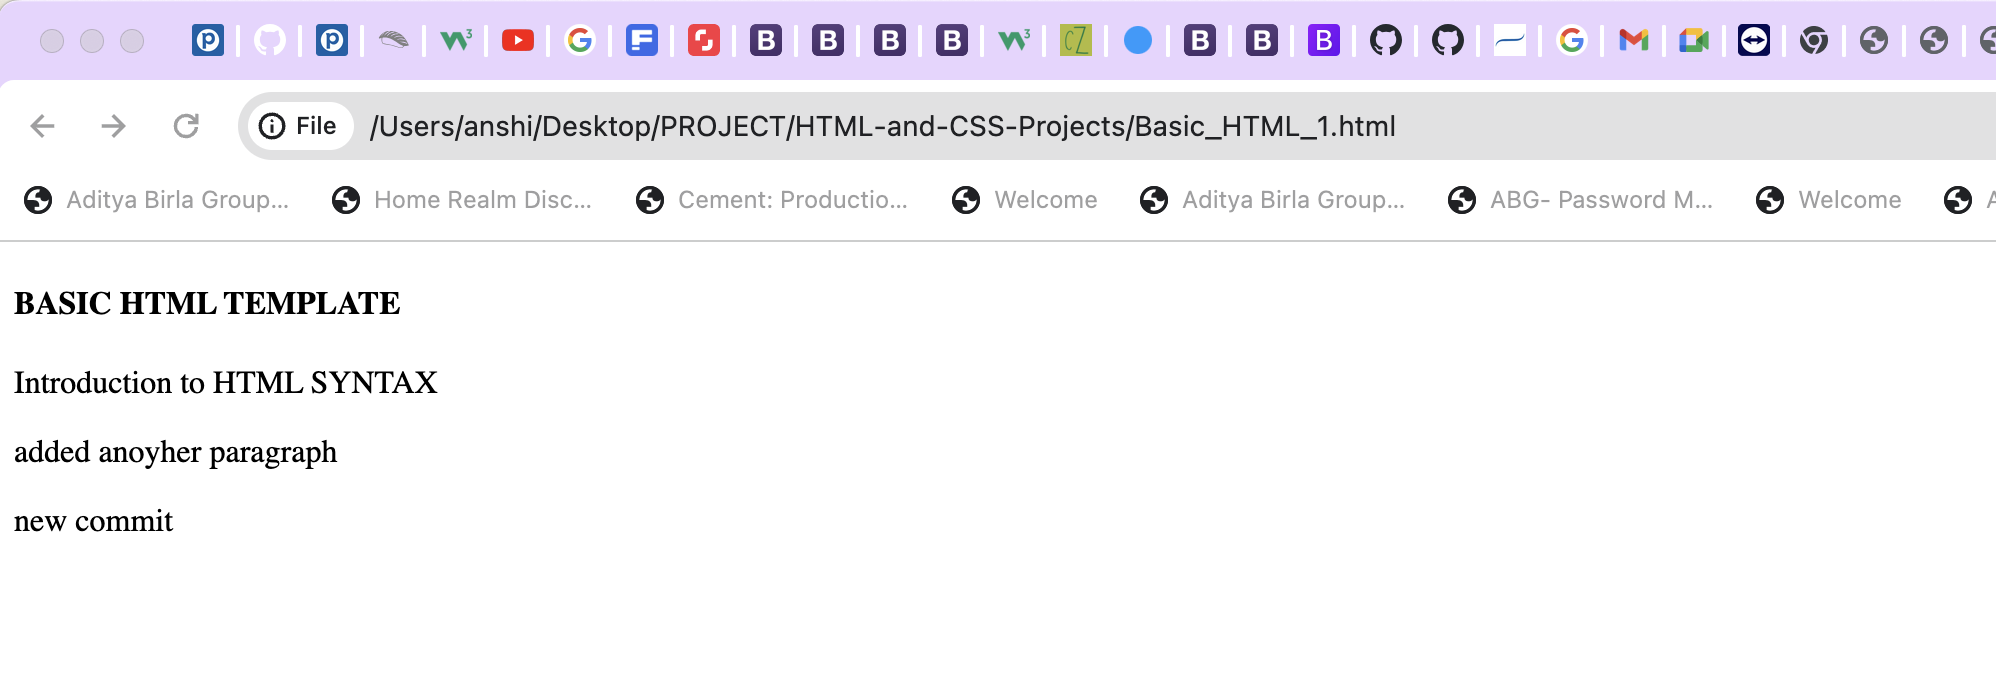 File /Users/anshi/Desktop/PROJECT/HTML-and-CSS-Projects/Basic_HTML_1.html
Aditya Birla Group... Home Realm Disc... Cement: Productio... Welcome Aditya Birla Group... ABG- Password M... Welcome
BASIC HTML TEMPLATE
Introduction to HTML SYNTAX
added anoyher paragraph
new commit